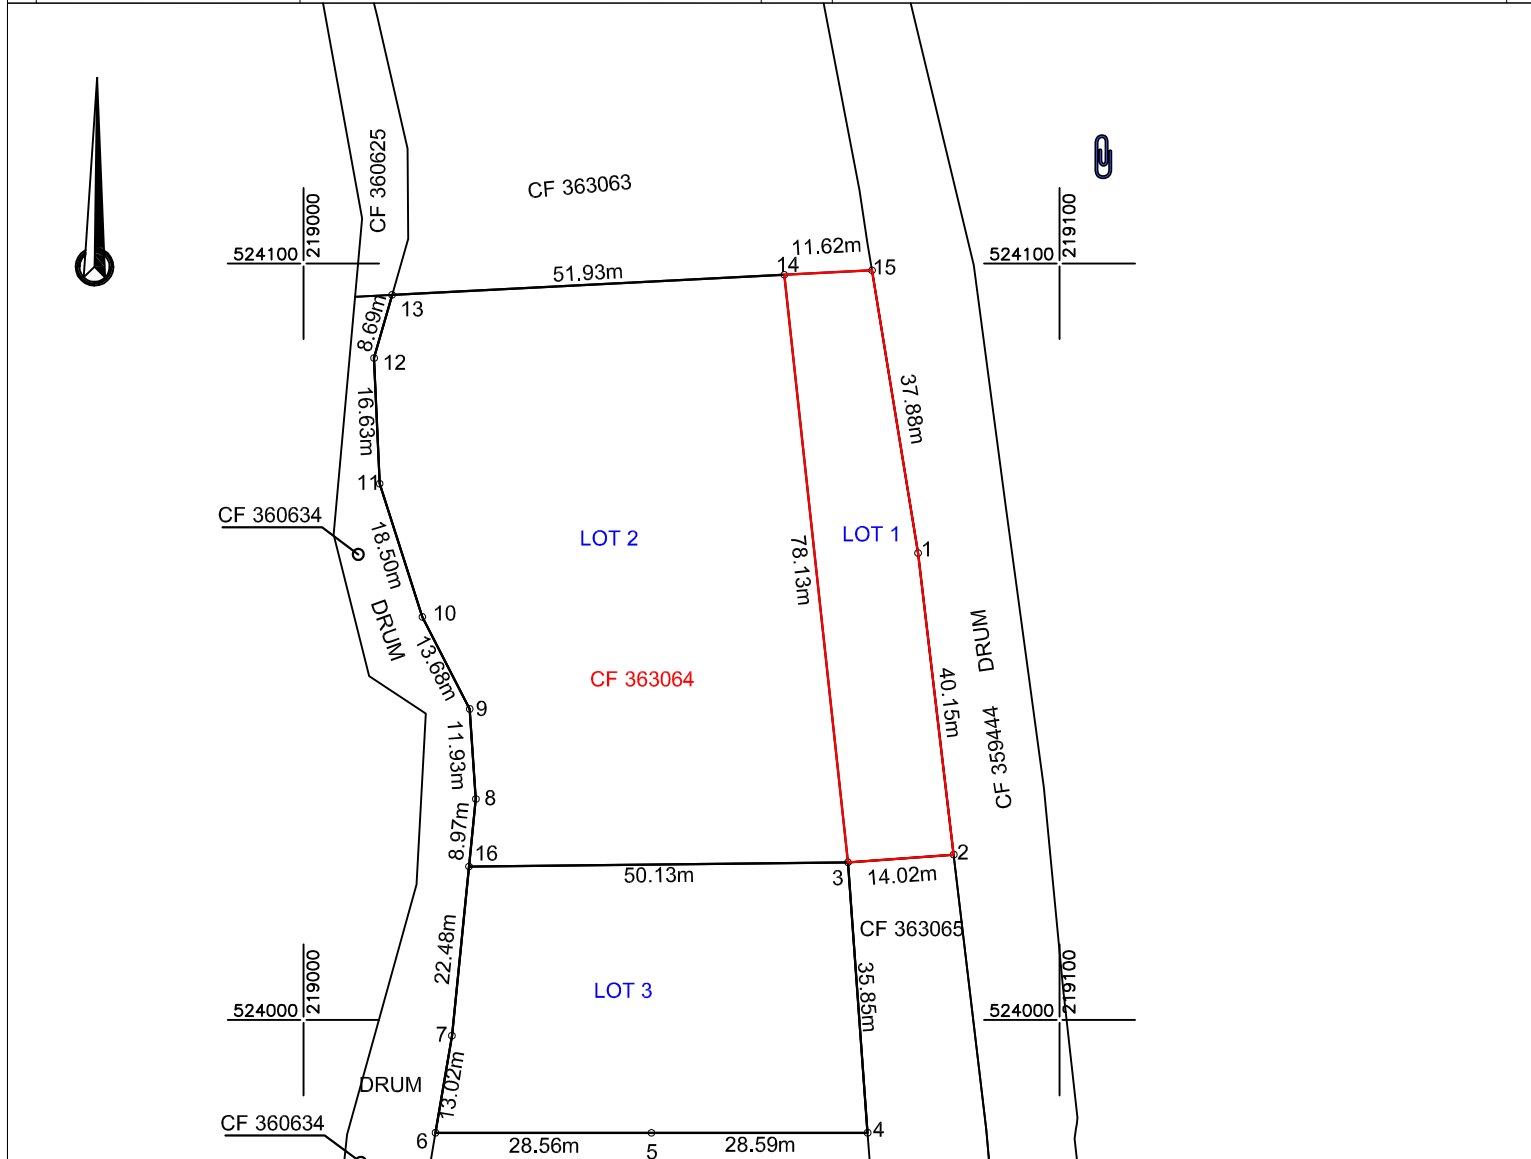 CF 360625
CF 363063
219000
524100
219100
524100
11.62m
51.93m
14
15
13
8.69m
12
16.63m
37.88m
11
CF 360634
18.50m
LOT 2
LOT 1
1
78.13m
10
DRUM
13.68m
DRUM
CF 363064
40.15m
9
11.93m
CF 359444
8
8.97m
16
2
50.13m
3
14.02m
CF 363065
22.48m
LOT 3
35.85m
219000
524000
219100
524000
7
13.02m
DRUM
CF 360634
6
28.56m
5
28.59m
4